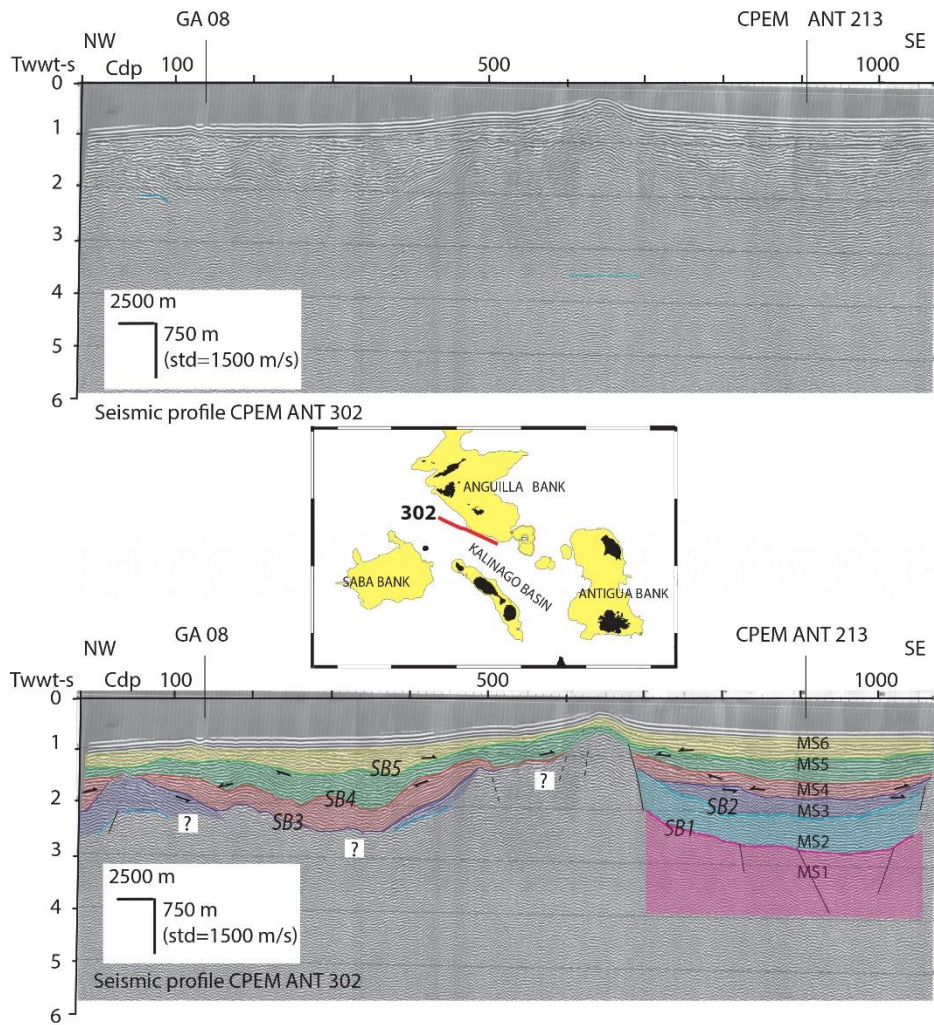 GA 08 CPEM ANT 213
NW SE
Twwt-s Cdp 100 500 1000
0
1
2
3
4
5
6
2500 m
750 m
(std=1500 m/s)
Seismic profile CPEM ANT 302
ANGUILLA BANK
302
KALINAGO BASIN
SABA BANK
ANTIGUA BANK
GA 08 CPEM ANT 213
NW SE
Twwt-s Cdp 100 500 1000
0
1
2
3
4
5
6
MS6
SB5 MS5
SB4 MS4
SB2 MS3
SB3 SB1
? ? ?
MS2
MS1
2500 m
750 m
(std=1500 m/s)
Seismic profile CPEM ANT 302